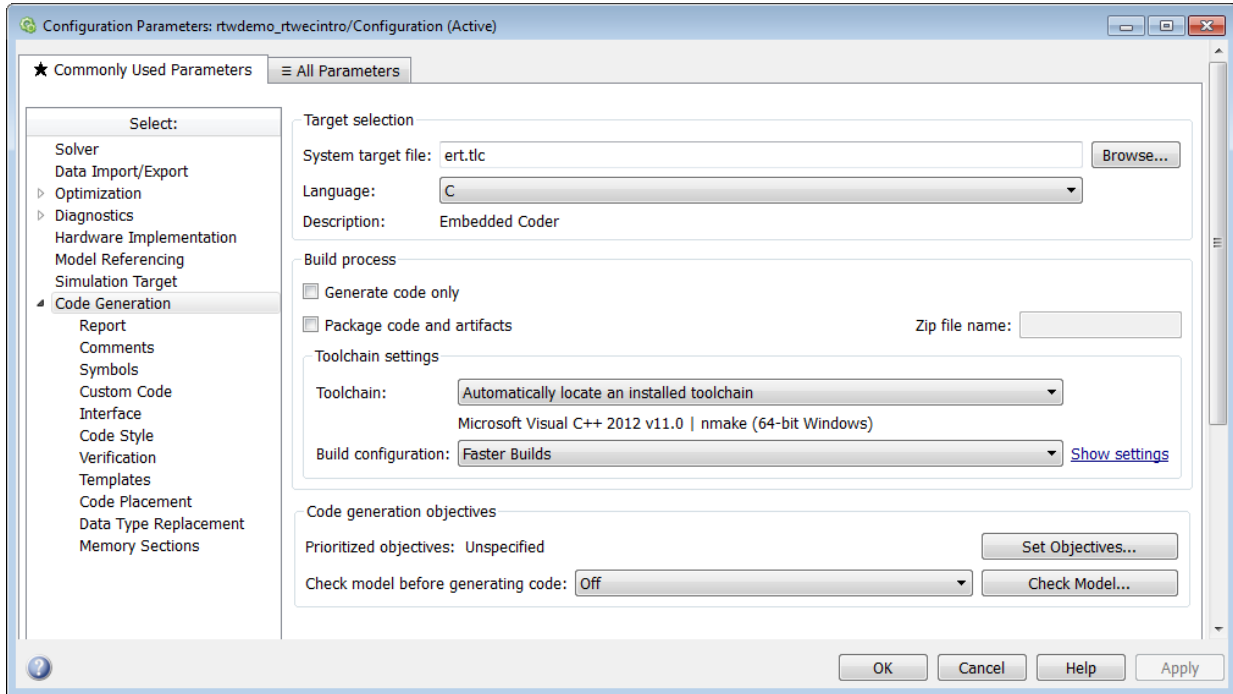 Configuration Parameters: rtwdemo_rtwecintro/Configuration (Active)
★ Commonly Used Parameters
≡ All Parameters
Select:
Solver
Data Import/Export
Optimization
Diagnostics
Hardware Implementation
Model Referencing
Simulation Target
Code Generation
Report
Comments
Symbols
Custom Code
Interface
Code Style
Verification
Templates
Code Placement
Data Type Replacement
Memory Sections
Target selection
System target file: ert.tlc Browse...
Language: C
Description: Embedded Coder
Build process
Generate code only
Package code and artifacts Zip file name:
Toolchain settings
Toolchain: Automatically locate an installed toolchain
Microsoft Visual C++ 2012 v11.0 | nmake (64-bit Windows)
Build configuration: Faster Builds Show settings
Code generation objectives
Prioritized objectives: Unspecified Set Objectives...
Check model before generating code: Off Check Model...
OK Cancel Help Apply